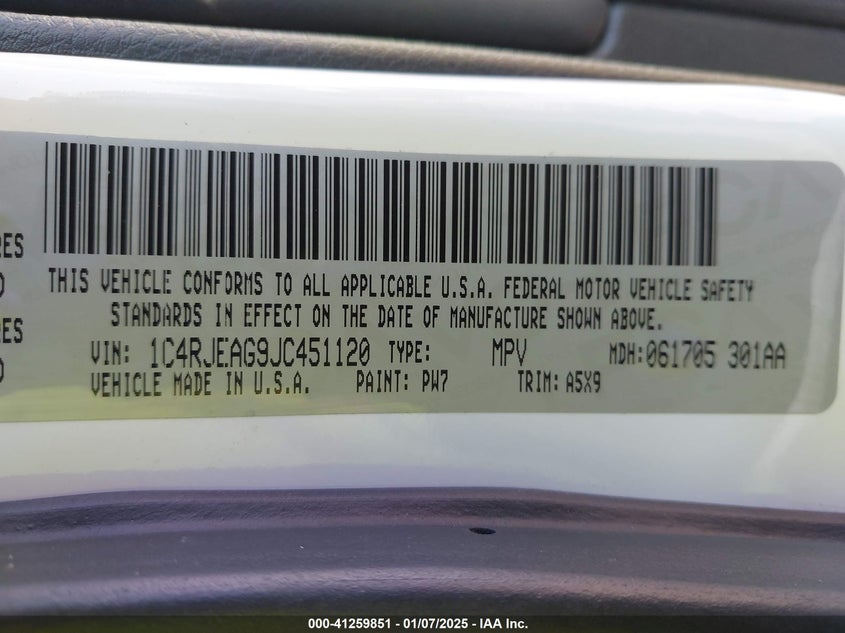 RES
THIS VEHICLE CONFORMS TO ALL APPLICABLE U.S.A. FEDERAL MOTOR VEHICLE SAFETY
STANDARDS IN EFFECT ON THE DATE OF MANUFACTURE SHOWN ABOVE.
RES
VIN: 1C4RJEAG9JC451120 TYPE: MPV MDH:061705 301AA
VEHICLE MADE IN U.S.A. PAINT: PW7 TRIM: A5X9
000-41259851 - 01/07/2025 - IAA Inc.